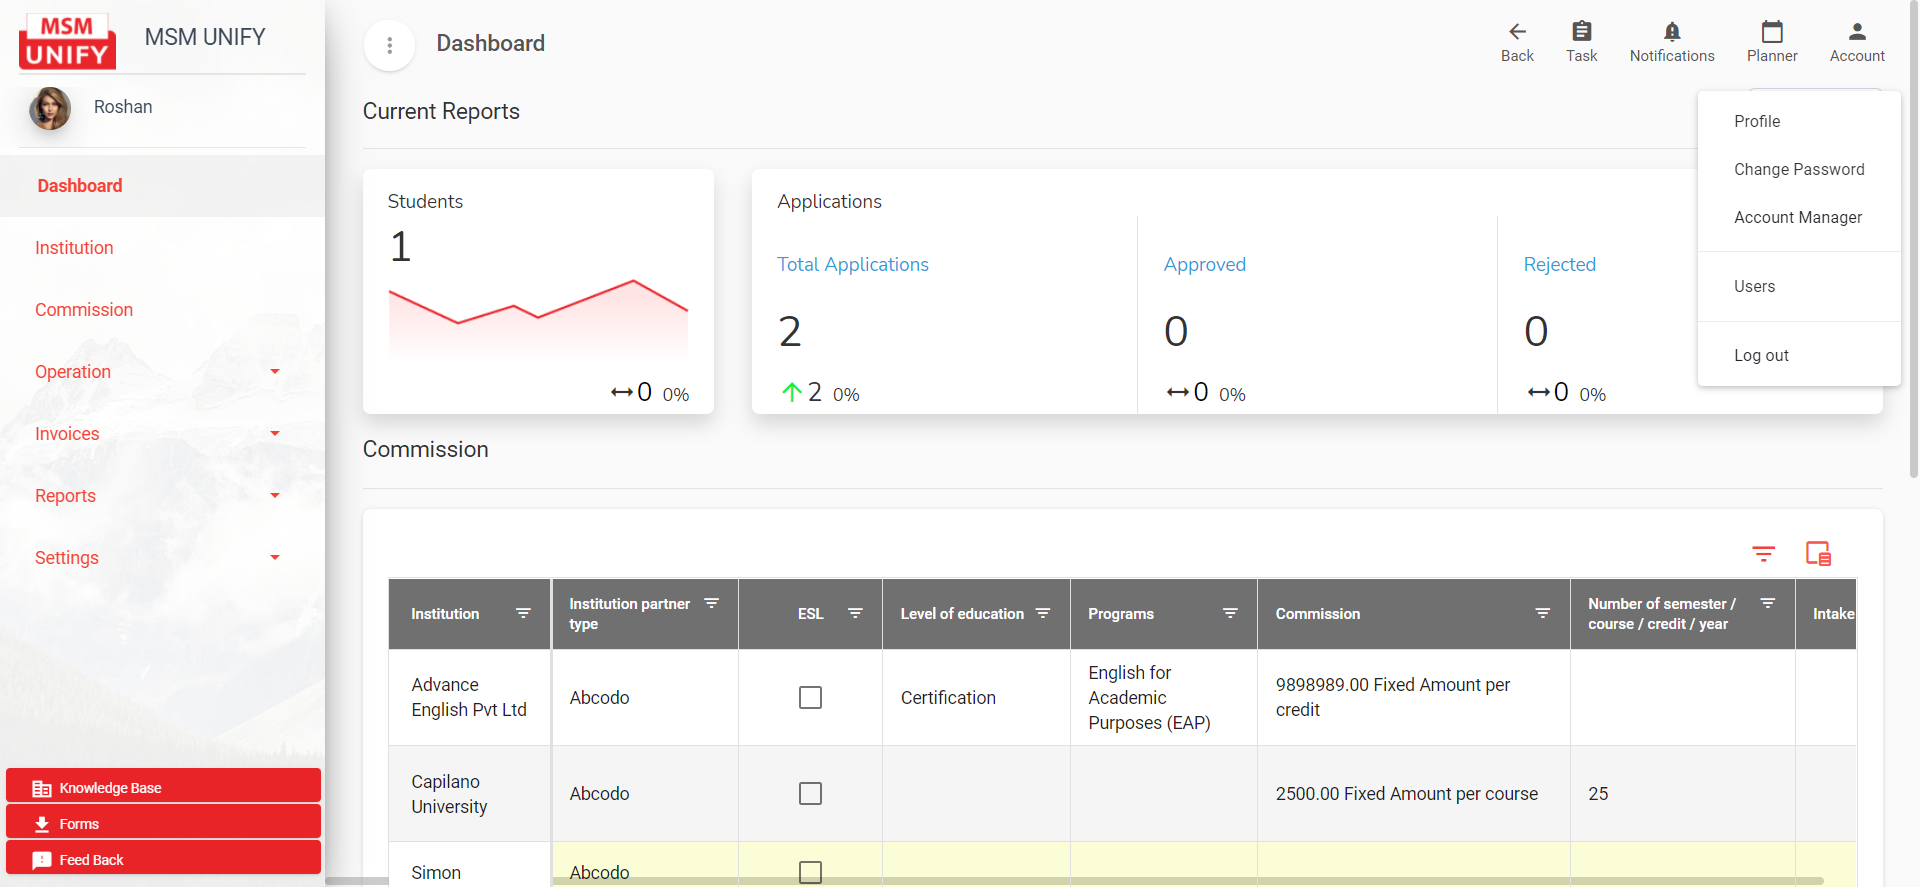 MSM
UNIFY
MSM UNIFY
Roshan
Dashboard
Institution
Commission
Operation
Invoices
Reports
Settings
Knowledge Base
Forms
Feed Back
Dashboard
Back
Task
Notifications
Planner
Account
Profile
Change Password
Account Manager
Users
Log out
Current Reports
Students
1
0 0%
Applications
Total Applications
2
2 0%
Approved
0
0 0%
Rejected
0
0 0%
Commission
Institution
Institution partner
type
ESL
Level of education
Programs
Commission
Number of semester /
course / credit / year
Intake
Advance
English Pvt Ltd
Abcodo
Certification
English for
Academic
Purposes (EAP)
9898989.00 Fixed Amount per
credit
Capilano
University
Abcodo
2500.00 Fixed Amount per course
25
Simon
Abcodo